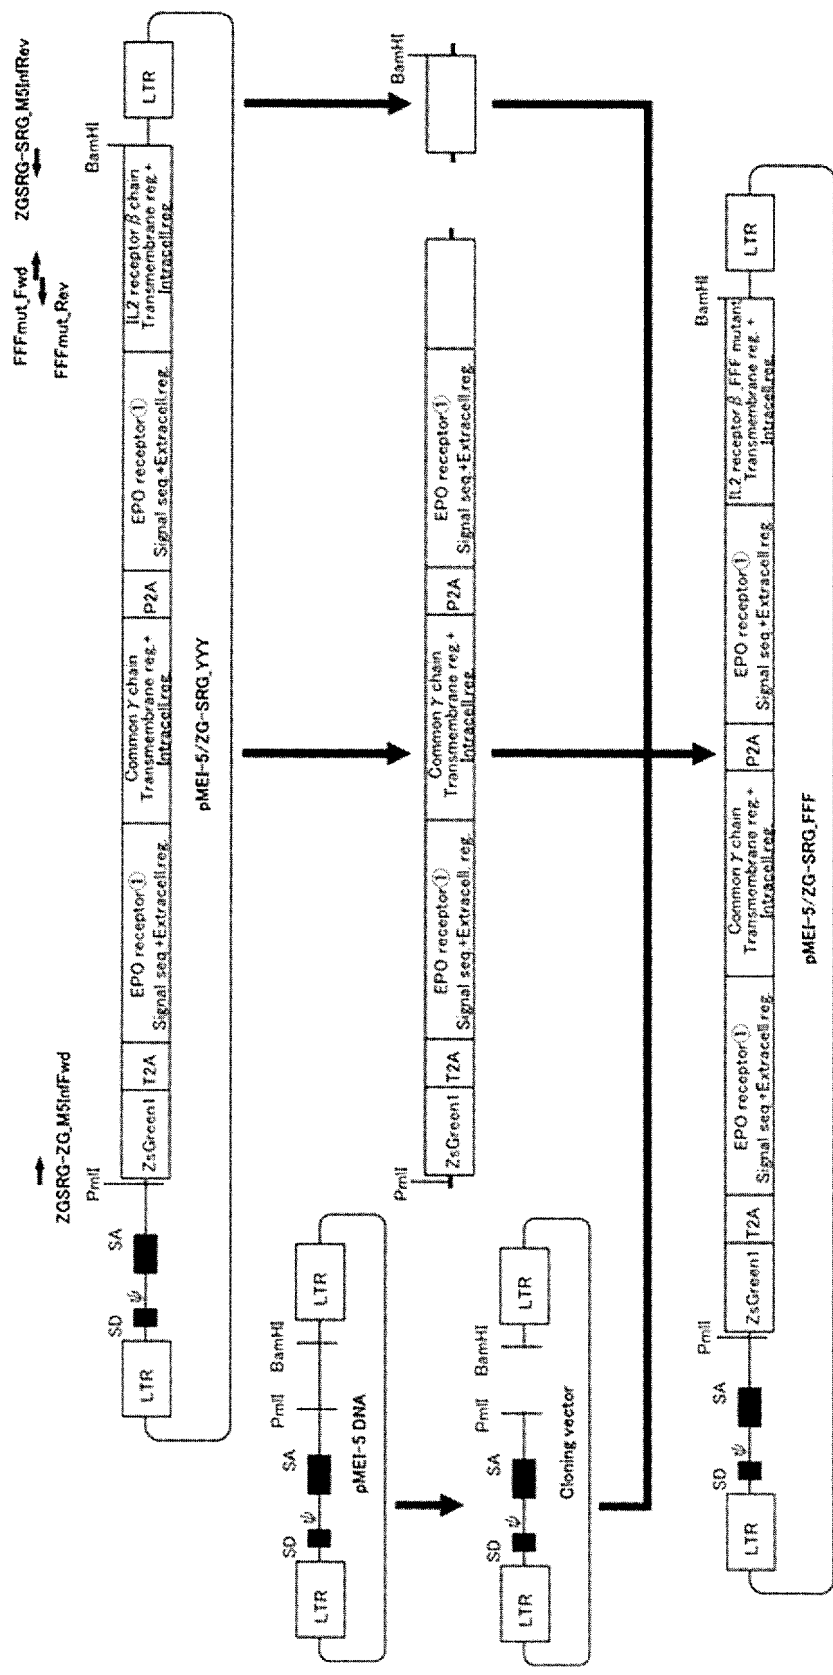 ZGSRG-ZG_M5InfFwd
FFFmut_Fwd
FFFmut_Rev
ZGSRG-SRG_M5InfRev
LTR
SD
ψ
SA
PmlI
ZsGreen1
T2A
EPO receptor①
Signal seq.+Extracell.reg.
Common γ chain
Transmembrane reg.+
Intracell.reg.
P2A
EPO receptor①
Signal seq.+Extracell.reg.
IL2 receptor β chain
Transmembrane reg.+
Intracell.reg.
BamHI
LTR
pMEI-5/ZG-SRG_YYY
LTR
SD
ψ
SA
PmlI
BamHI
LTR
pMEI-5 DNA
PmlI
ZsGreen1
T2A
EPO receptor①
Signal seq.+Extracell.reg.
Common γ chain
Transmembrane reg.+
Intracell.reg.
P2A
EPO receptor①
Signal seq.+Extracell.reg.
BamHI
LTR
SD
ψ
SA
PmlI
BamHI
LTR
Cloning vector
LTR
SD
ψ
SA
PmlI
ZsGreen1
T2A
EPO receptor①
Signal seq.+Extracell.reg.
Common γ chain
Transmembrane reg.+
Intracell.reg.
P2A
EPO receptor①
Signal seq.+Extracell.reg.
IL2 receptor β_FFF mutant
Transmembrane reg.+
Intracell.reg.
BamHI
LTR
pMEI-5/ZG-SRG_FFF